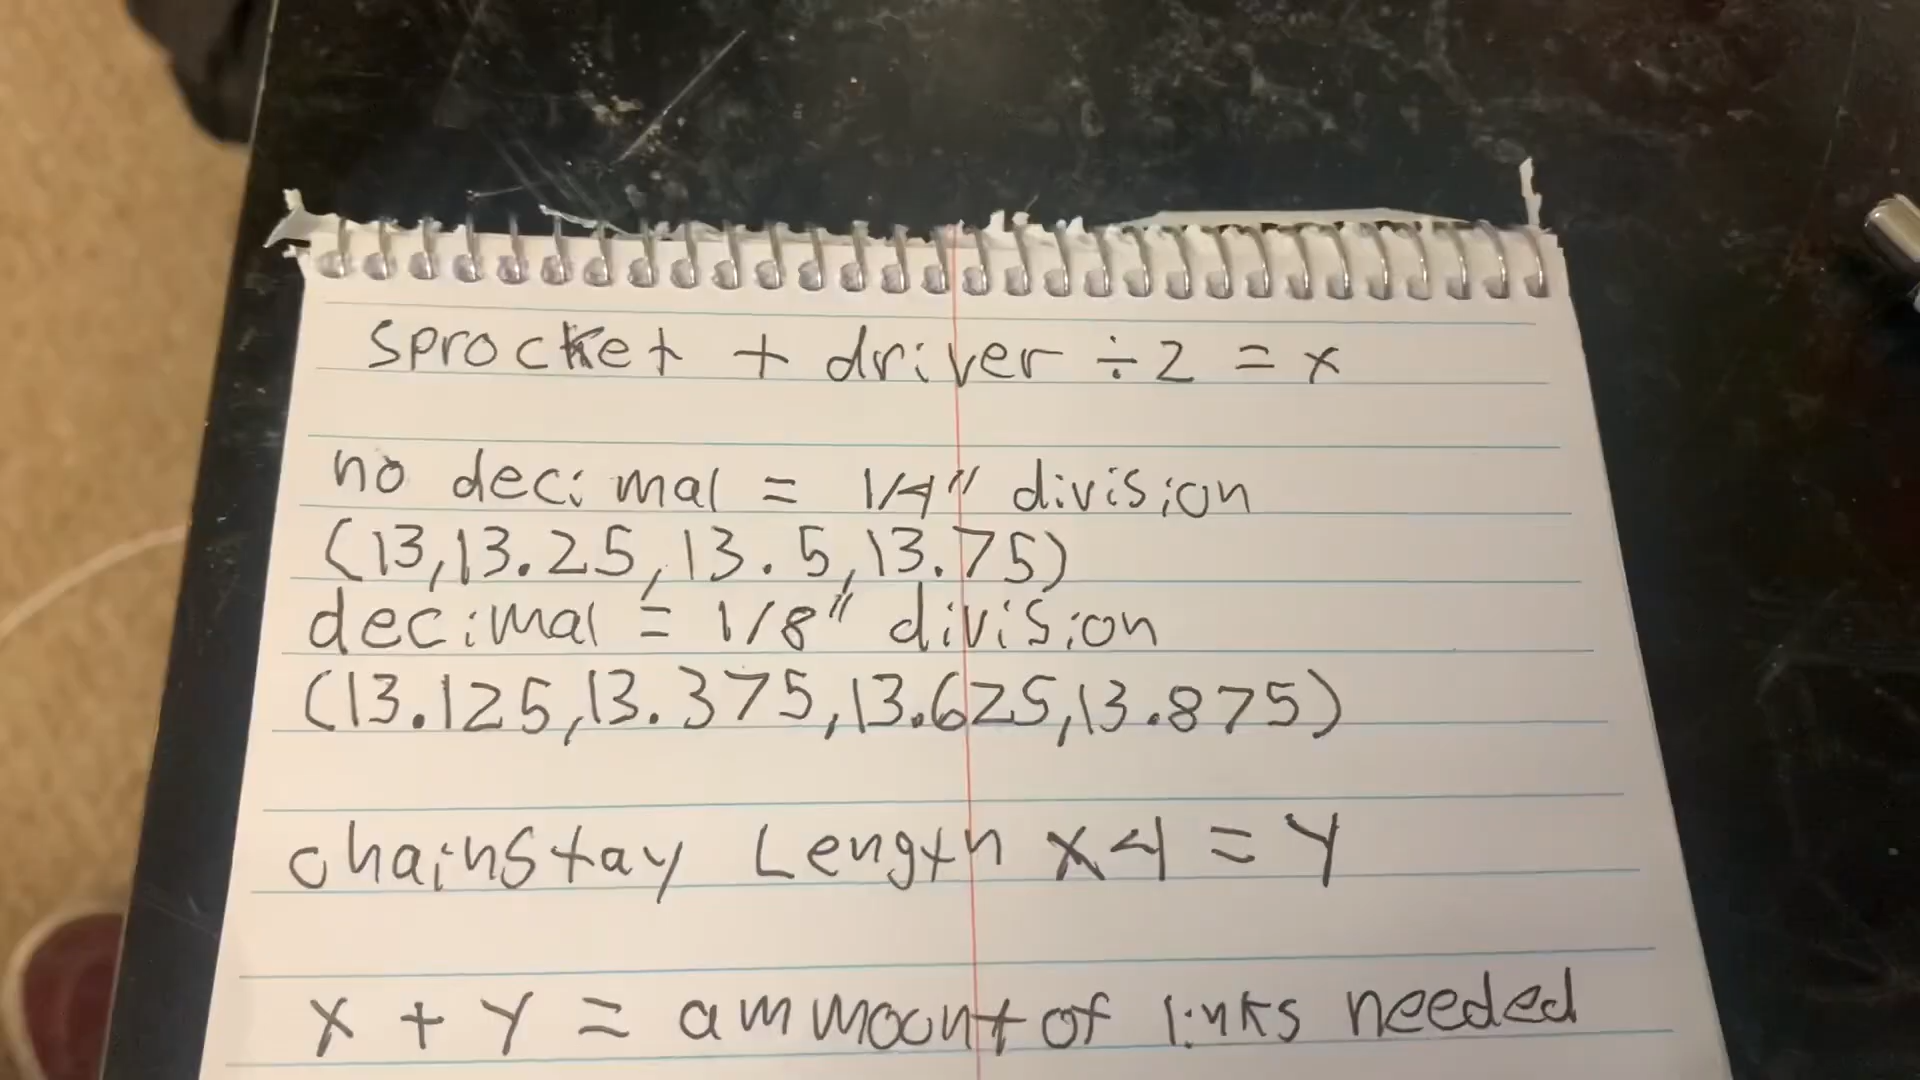 sprocket + driver ÷2 = x
no decimal = 1/4" division
(13,13.25,13.5,13.75)
decimal = 1/8" division
(13.125,13.375,13.625,13.875)
chainstay Length x4 = Y
x + Y = ammount of links needed